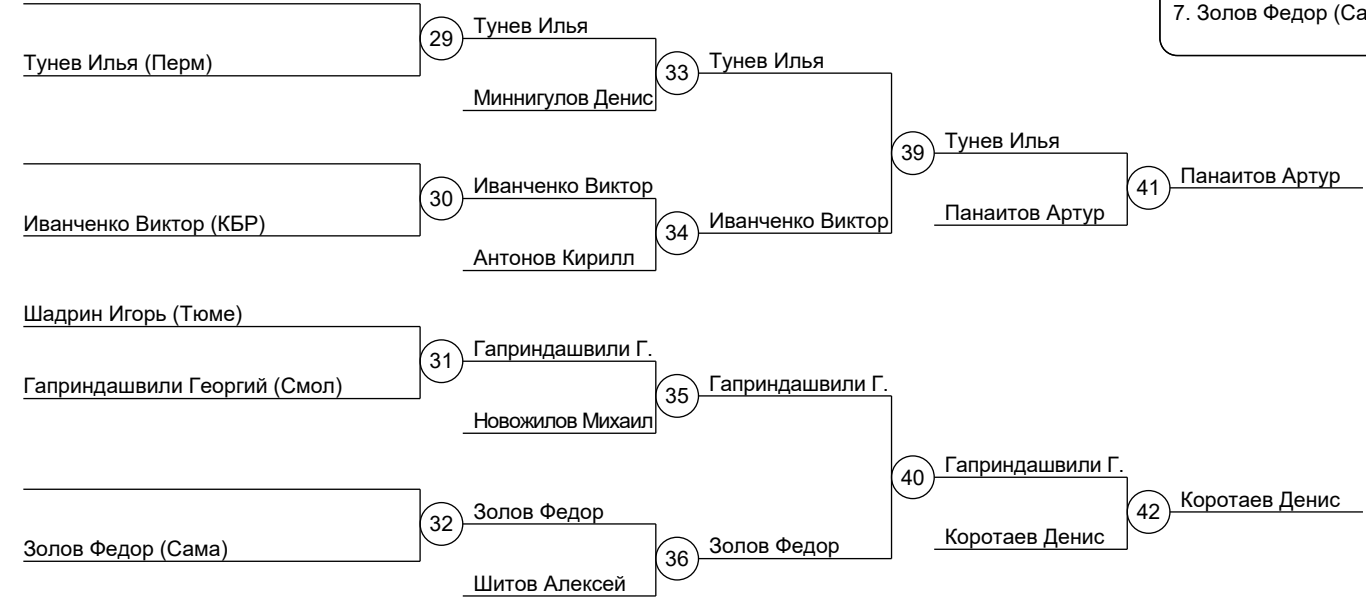 7. Золов Федор (Са
Тунев Илья
29
Тунев Илья (Перм)
Тунев Илья
33
Миннигулов Денис
Тунев Илья
39
Панаитов Артур
41
Иванченко Виктор
30
Иванченко Виктор (КБР)
Панаитов Артур
Иванченко Виктор
34
Антонов Кирилл
Шадрин Игорь (Тюме)
Гаприндашвили Г.
31
Гаприндашвили Георгий (Смол)
Гаприндашвили Г.
35
Новожилов Михаил
Гаприндашвили Г.
40
Коротаев Денис
42
Золов Федор
32
Коротаев Денис
Золов Федор (Сама)
Золов Федор
36
Шитов Алексей